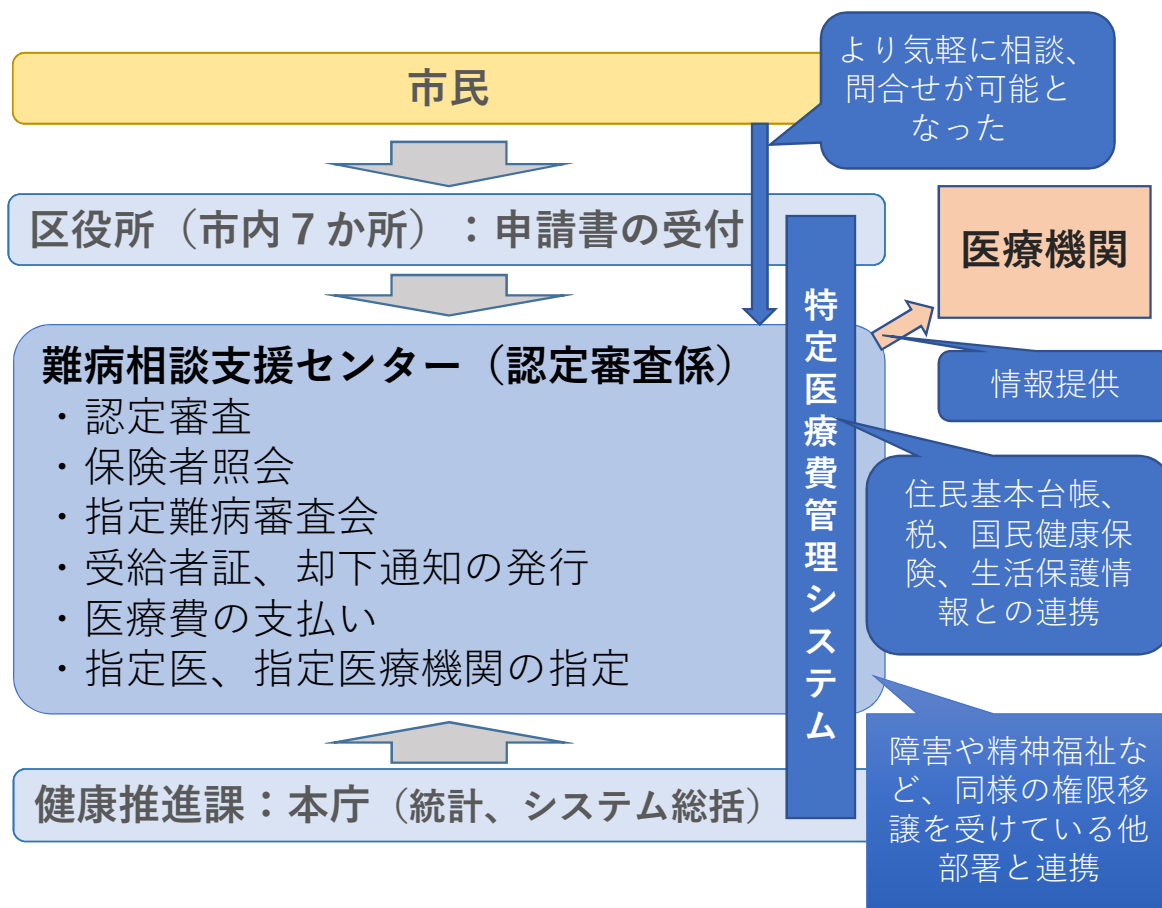 市民
より気軽に相談、
問合せが可能と
なった
区役所（市内７か所）：申請書の受付
医療機関
難病相談支援センター（認定審査係）
・認定審査
・保険者照会
・指定難病審査会
・受給者証、却下通知の発行
・医療費の支払い
・指定医、指定医療機関の指定
特定医療費管理システム
情報提供
住民基本台帳、
税、国民健康保
険、生活保護情
報との連携
健康推進課：本庁（統計、システム総括）
障害や精神福祉な
ど、同様の権限移
譲を受けている他
部署と連携